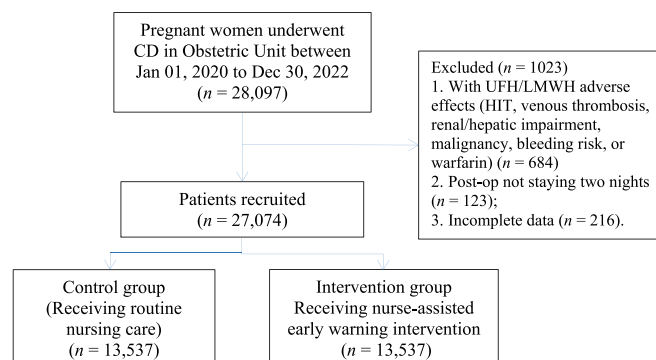 Pregnant women underwent
CD in Obstetric Unit between
Jan 01, 2020 to Dec 30, 2022
(n = 28,097)
Excluded (n = 1023)
1. With UFH/LMWH adverse
effects (HIT, venous thrombosis,
renal/hepatic impairment,
malignancy, bleeding risk, or
warfarin) (n = 684)
2. Post-op not staying two nights
(n = 123);
3. Incomplete data (n = 216).
Patients recruited
(n = 27,074)
Control group
(Receiving routine
nursing care)
(n = 13,537)
Intervention group
Receiving nurse-assisted
early warning intervention
(n = 13,537)